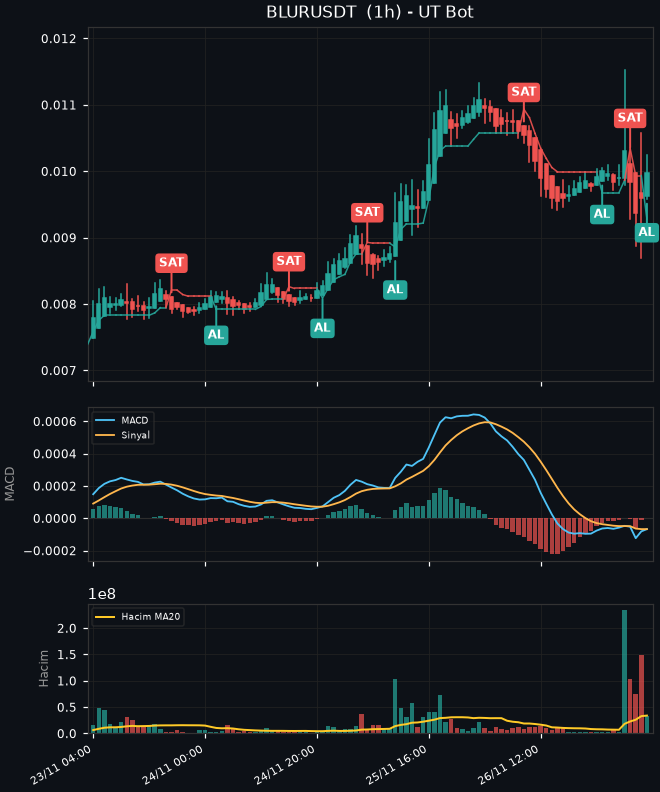 BLURUSDT  (1h) - UT Bot
0.012
0.011
0.010
0.009
0.008
0.007
SAT
AL
SAT
AL
SAT
AL
SAT
AL
SAT
AL
MACD
0.0006
0.0004
0.0002
0.0000
−0.0002
MACD
Sinyal
1e8
Hacim
2.0
1.5
1.0
0.5
0.0
Hacim MA20
23/11 04:00
24/11 00:00
24/11 20:00
25/11 16:00
26/11 12:00